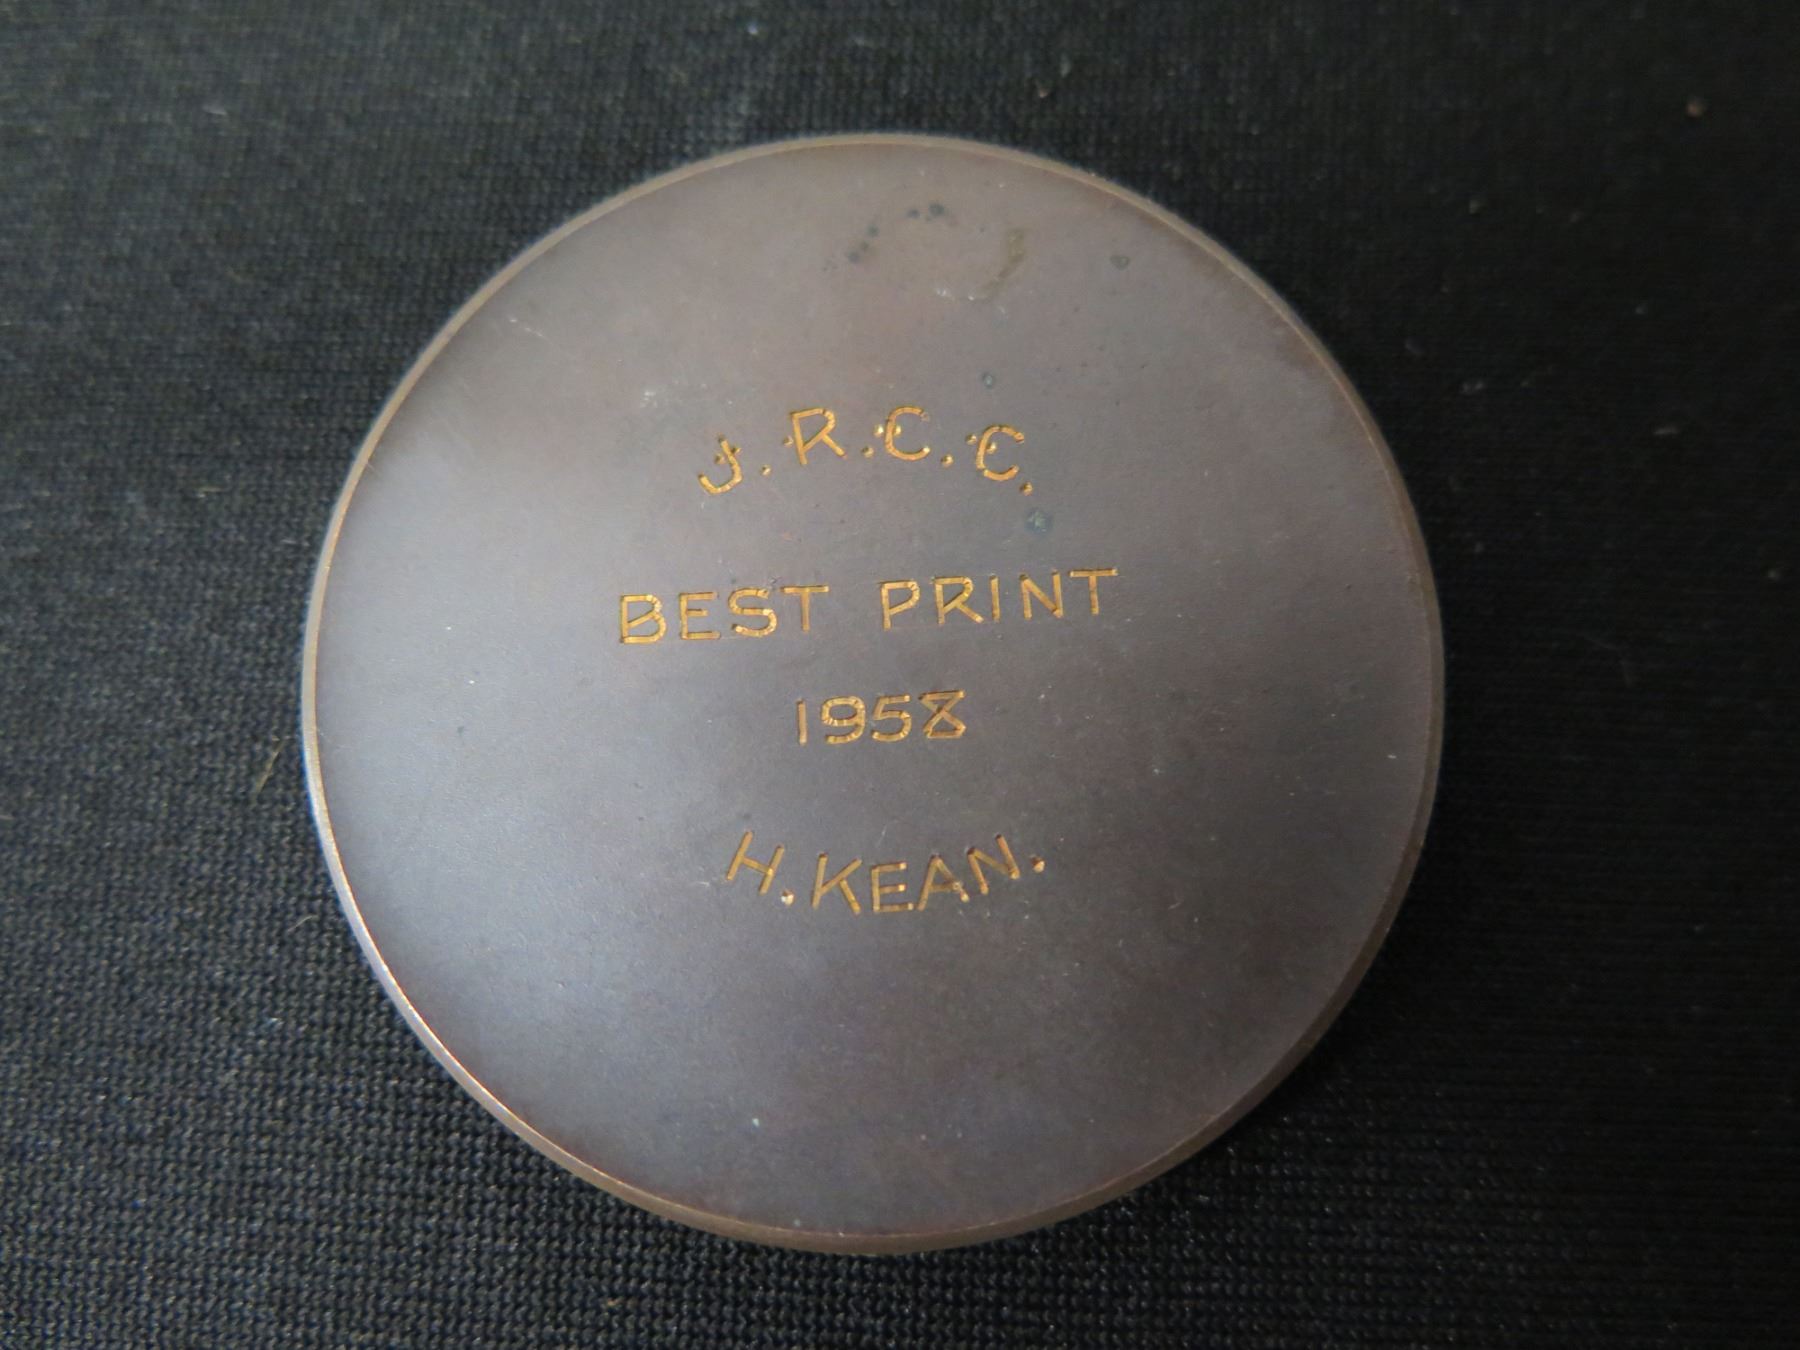 J.R.C.C.
BEST PRINT
1958
H. KEAN.